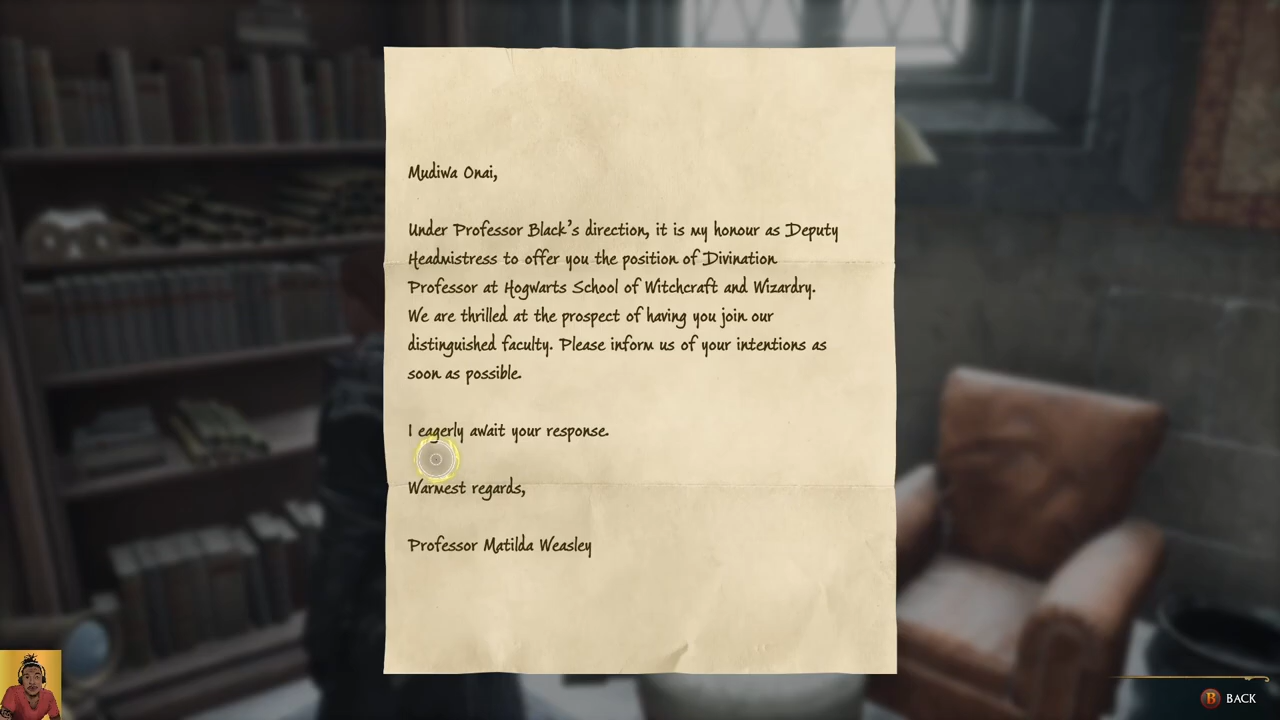 Mudiwa Onai,
Under Professor Black's direction, it is my honour as Deputy
Headmistress to offer you the position of Divination
Professor at Hogwarts School of Witchcraft and Wizardry.
We are thrilled at the prospect of having you join our
distinguished faculty. Please inform us of your intentions as
soon as possible.
I eagerly await your response.
Warmest regards,
Professor Matilda Weasley
B BACK